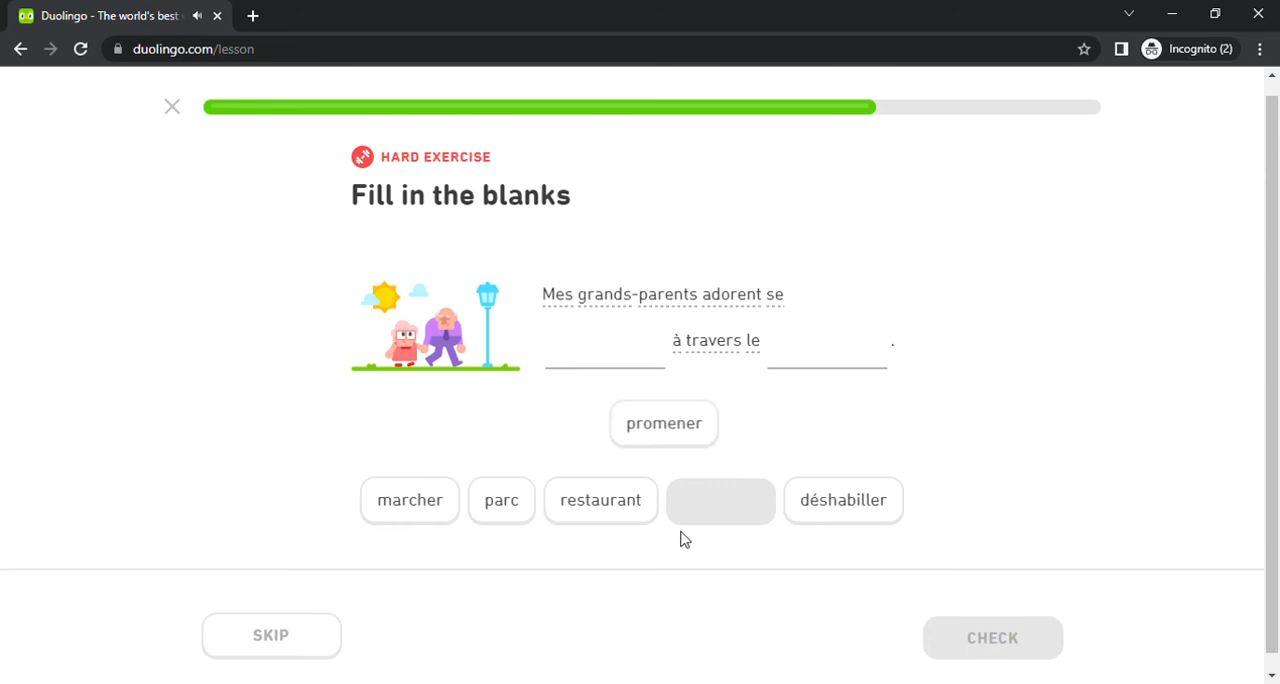 Duolingo - The world's best
duolingo.com/lesson
Incognito (2)
HARD EXERCISE
Fill in the blanks
Mes grands-parents adorent se
à travers le .
promener
marcher parc restaurant déshabiller
SKIP CHECK